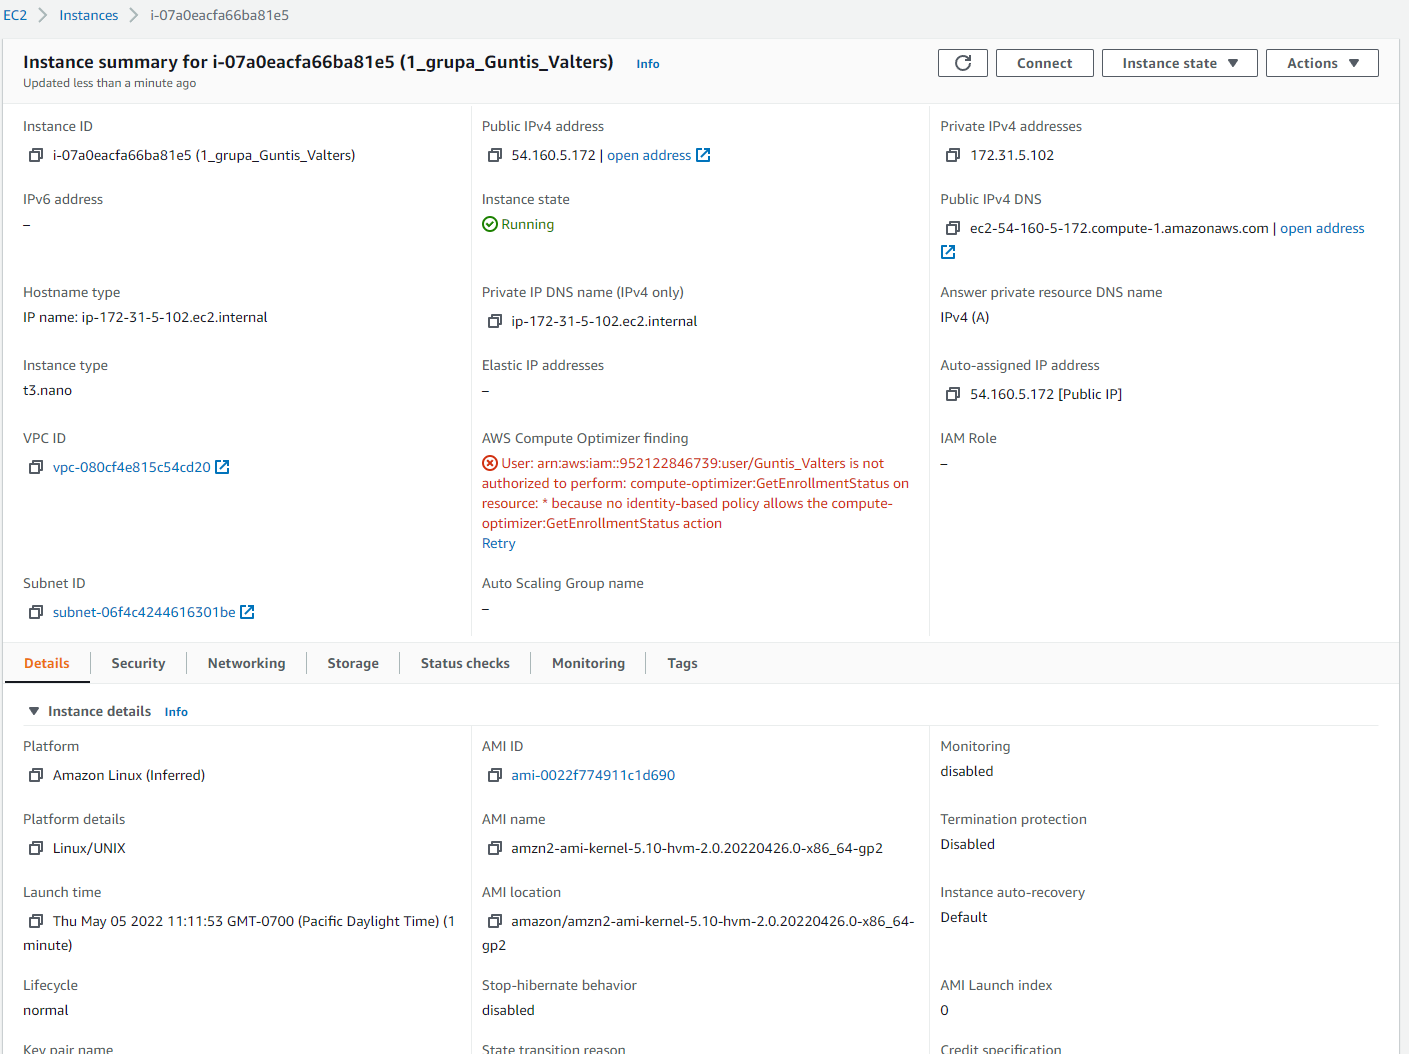 EC2 > Instances > i-07a0eacfa66ba81e5
Instance summary for i-07a0eacfa66ba81e5 (1_grupa_Guntis_Valters) Info
Updated less than a minute ago
Connect
Instance state
Actions
Instance ID
i-07a0eacfa66ba81e5 (1_grupa_Guntis_Valters)
Public IPv4 address
54.160.5.172 | open address
Private IPv4 addresses
172.31.5.102
IPv6 address
–
Instance state
Running
Public IPv4 DNS
ec2-54-160-5-172.compute-1.amazonaws.com | open address
Hostname type
IP name: ip-172-31-5-102.ec2.internal
Private IP DNS name (IPv4 only)
ip-172-31-5-102.ec2.internal
Answer private resource DNS name
IPv4 (A)
Instance type
t3.nano
Elastic IP addresses
–
Auto-assigned IP address
54.160.5.172 [Public IP]
VPC ID
vpc-080cf4e815c54cd20
AWS Compute Optimizer finding
User: arn:aws:iam::952122846739:user/Guntis_Valters is not
authorized to perform: compute-optimizer:GetEnrollmentStatus on
resource: * because no identity-based policy allows the compute-
optimizer:GetEnrollmentStatus action
Retry
IAM Role
–
Subnet ID
subnet-06f4c4244616301be
Auto Scaling Group name
–
Details
Security
Networking
Storage
Status checks
Monitoring
Tags
Instance details Info
Platform
Amazon Linux (Inferred)
AMI ID
ami-0022f774911c1d690
Monitoring
disabled
Platform details
Linux/UNIX
AMI name
amzn2-ami-kernel-5.10-hvm-2.0.20220426.0-x86_64-gp2
Termination protection
Disabled
Launch time
Thu May 05 2022 11:11:53 GMT-0700 (Pacific Daylight Time) (1
minute)
AMI location
amazon/amzn2-ami-kernel-5.10-hvm-2.0.20220426.0-x86_64-
gp2
Instance auto-recovery
Default
Lifecycle
normal
Stop-hibernate behavior
disabled
AMI Launch index
0
Key pair name
State transition reason
Credit specification